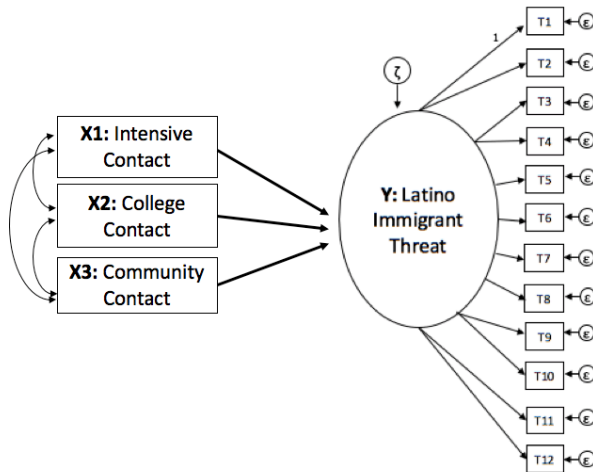 X1: Intensive
Contact
X2: College
Contact
X3: Community
Contact
ζ
Y: Latino
Immigrant
Threat
1
T1
ε
T2
ε
T3
ε
T4
ε
T5
ε
T6
ε
T7
ε
T8
ε
T9
ε
T10
ε
T11
ε
T12
ε